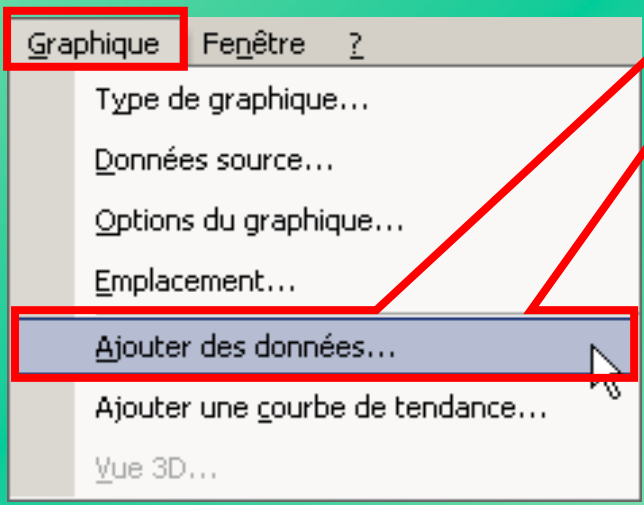 Graphique Fenêtre ?
Type de graphique...
Données source...
Options du graphique...
Emplacement...
Ajouter des données...
Ajouter une courbe de tendance...
Vue 3D...